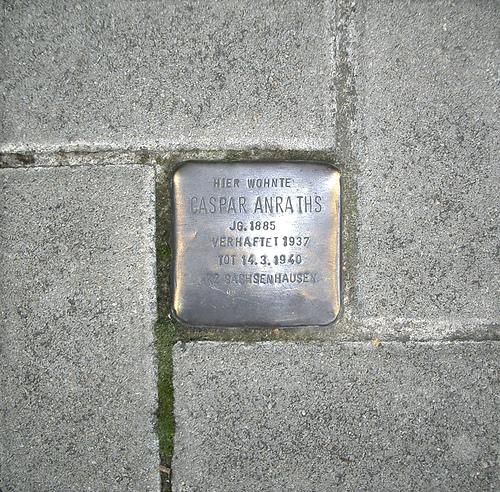 HIER WOHNTE
CASPAR ANRATHS
JG. 1885
VERHAFTET 1937
TOT 14.3.1940
KZ SACHSENHAUSEN